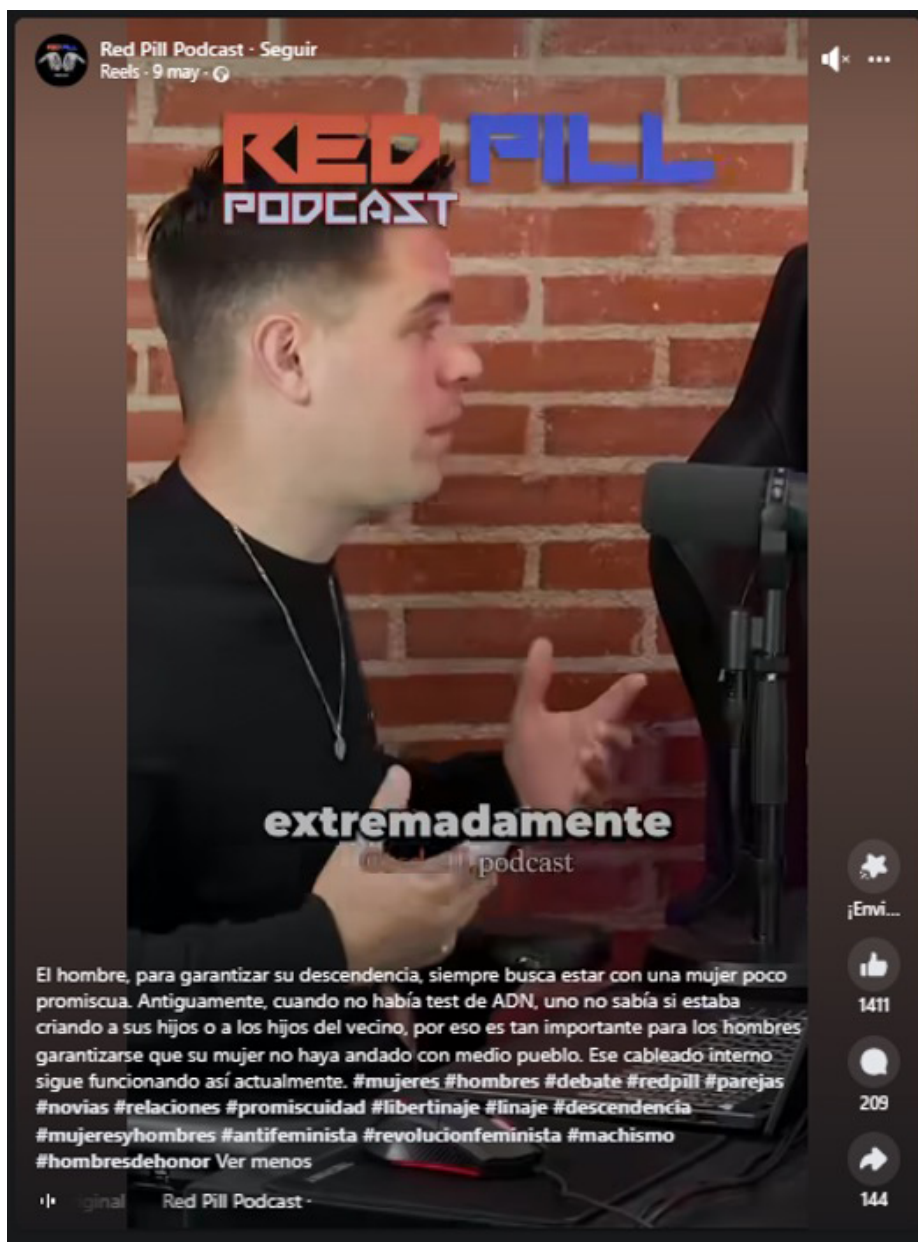 Red Pill Podcast · Seguir
Reels · 9 may ·
RED PILL
PODCAST
extremadamente
podcast
¡Envi...
1411
209
144
El hombre, para garantizar su descendencia, siempre busca estar con una mujer poco
promiscua. Antiguamente, cuando no había test de ADN, uno no sabía si estaba
criando a sus hijos o a los hijos del vecino, por eso es tan importante para los hombres
garantizarse que su mujer no haya andado con medio pueblo. Ese cableado interno
sigue funcionando así actualmente. #mujeres #hombres #debate #redpill #parejas
#novias #relaciones #promiscuidad #libertinaje #linaje #descendencia
#mujeresyhombres #antifeminista #revolucionfeminista #machismo
#hombresdehonor Ver menos
iginal Red Pill Podcast ·